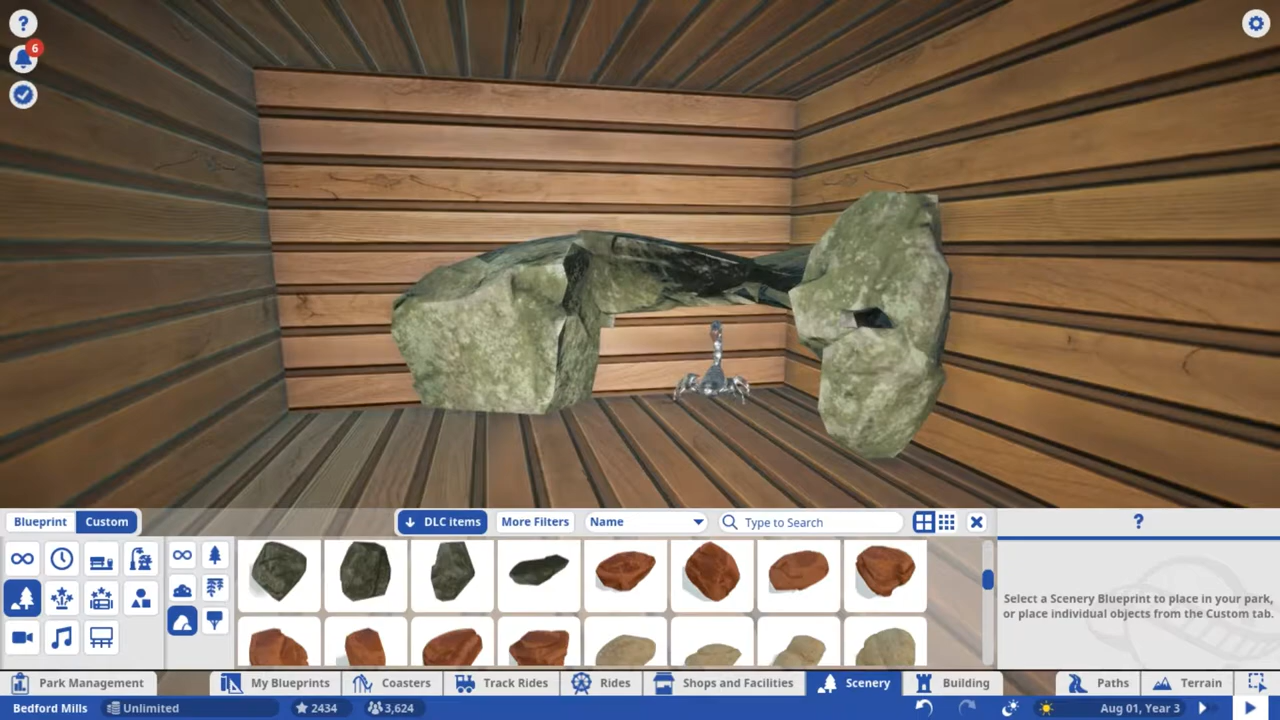 ?
6
Blueprint
Custom
DLC items
More Filters
Name
Type to Search
?
Select a Scenery Blueprint to place in your park,
or place individual objects from the Custom tab.
Park Management
My Blueprints
Coasters
Track Rides
Rides
Shops and Facilities
Scenery
Building
Paths
Terrain
Bedford Mills
Unlimited
2434
3,624
Aug 01, Year 3